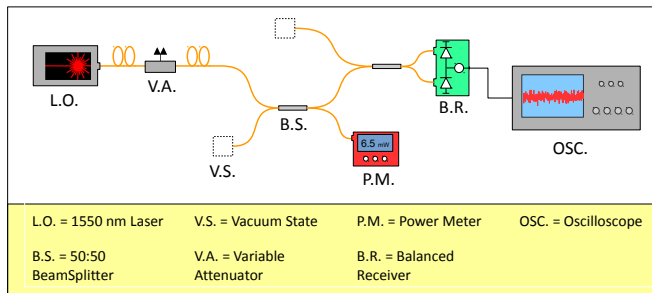 L.O.
V.A.
B.S.
V.S.
6.5 mW
P.M.
B.R.
OSC.
L.O. = 1550 nm Laser
V.S. = Vacuum State
P.M. = Power Meter
OSC. = Oscilloscope
B.S. = 50:50
BeamSplitter
V.A. = Variable
Attenuator
B.R. = Balanced
Receiver